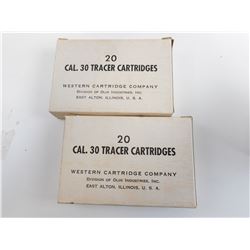 20
CAL. 30 TRACER CARTRIDGES
WESTERN CARTRIDGE COMPANY
DIVISION OF OLIN INDUSTRIES, INC.
EAST ALTON, ILLINOIS, U. S. A.
20
CAL. 30 TRACER CARTRIDGES
WESTERN CARTRIDGE COMPANY
DIVISION OF OLIN INDUSTRIES, INC.
EAST ALTON, ILLINOIS, U. S. A.